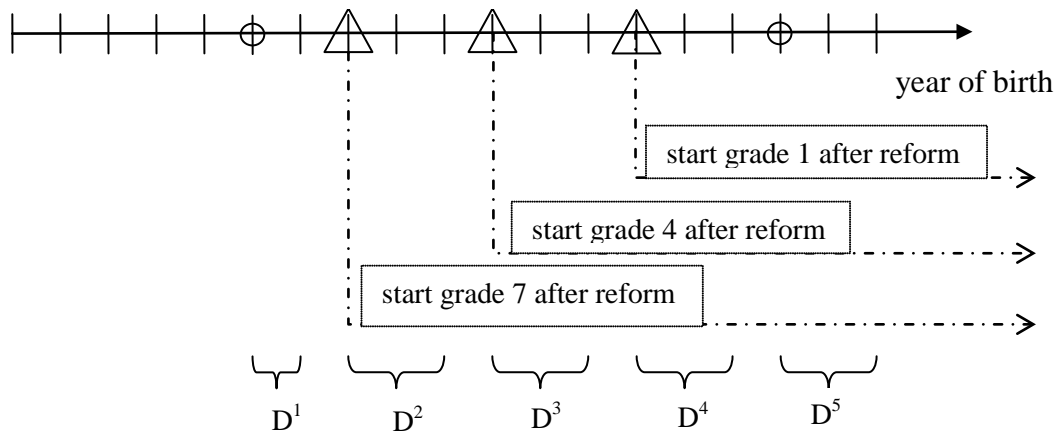 year of birth
start grade 1 after reform
start grade 4 after reform
start grade 7 after reform
D¹ D² D³ D⁴ D⁵